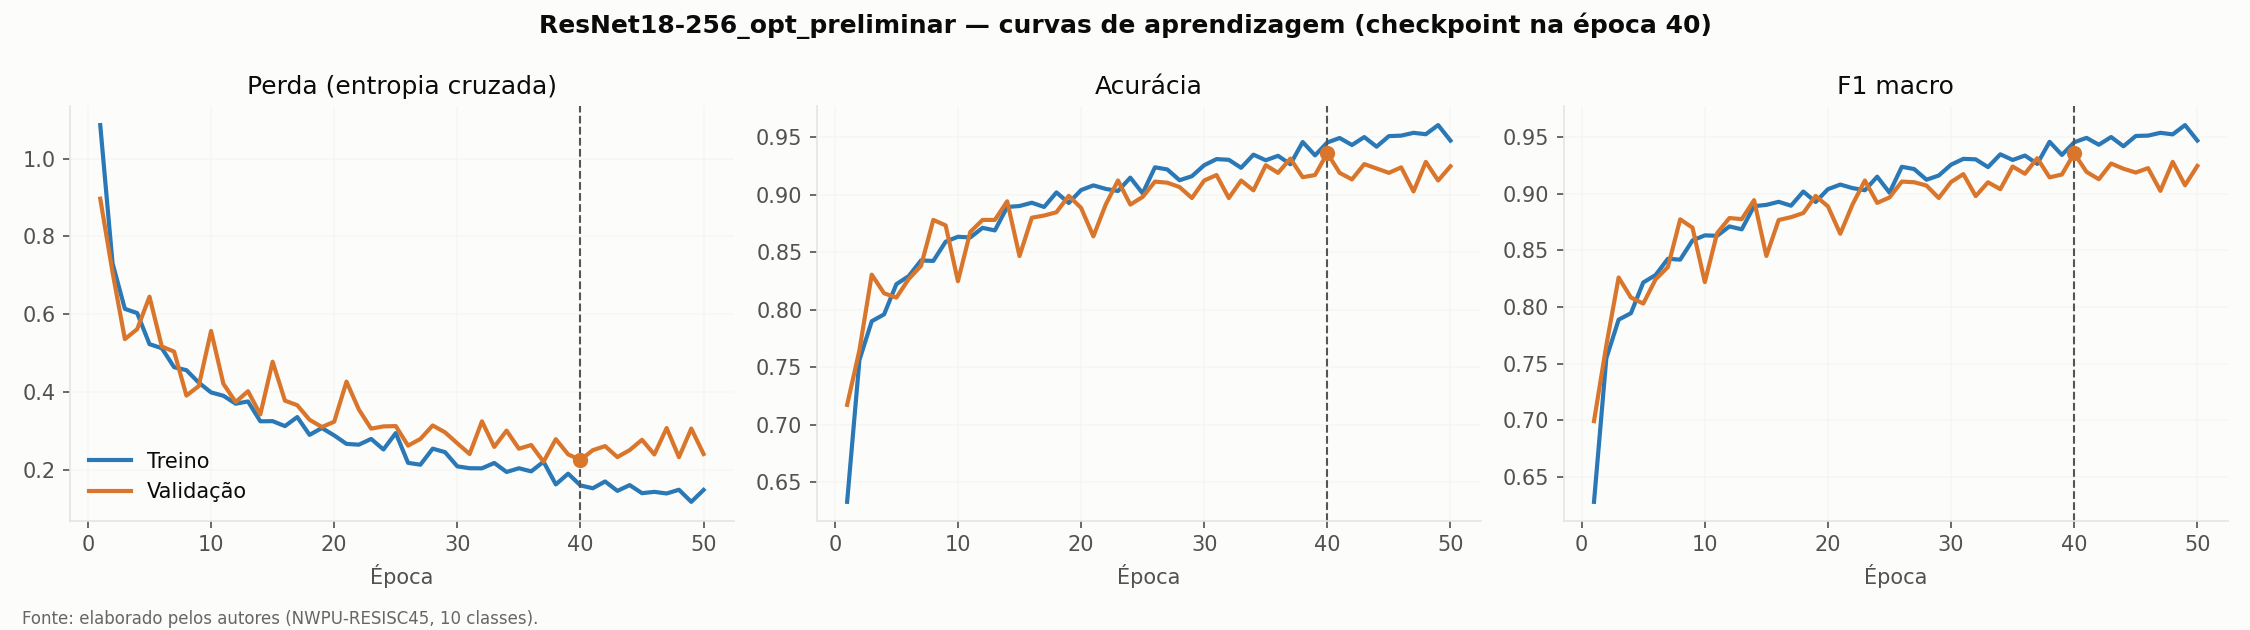 ResNet18-256_opt_preliminar — curvas de aprendizagem (checkpoint na época 40)
Perda (entropia cruzada)
1.0
0.8
0.6
0.4
0.2
Treino
Validação
0 10 20 30 40 50
Época
Acurácia
0.95
0.90
0.85
0.80
0.75
0.70
0.65
0 10 20 30 40 50
Época
F1 macro
0.95
0.90
0.85
0.80
0.75
0.70
0.65
0 10 20 30 40 50
Época
Fonte: elaborado pelos autores (NWPU-RESISC45, 10 classes).